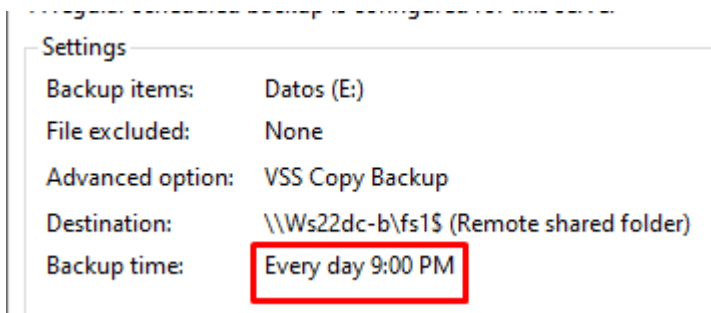 Settings
Backup items: Datos (E:)
File excluded: None
Advanced option: VSS Copy Backup
Destination: \\Ws22dc-b\fs1$ (Remote shared folder)
Backup time: Every day 9:00 PM